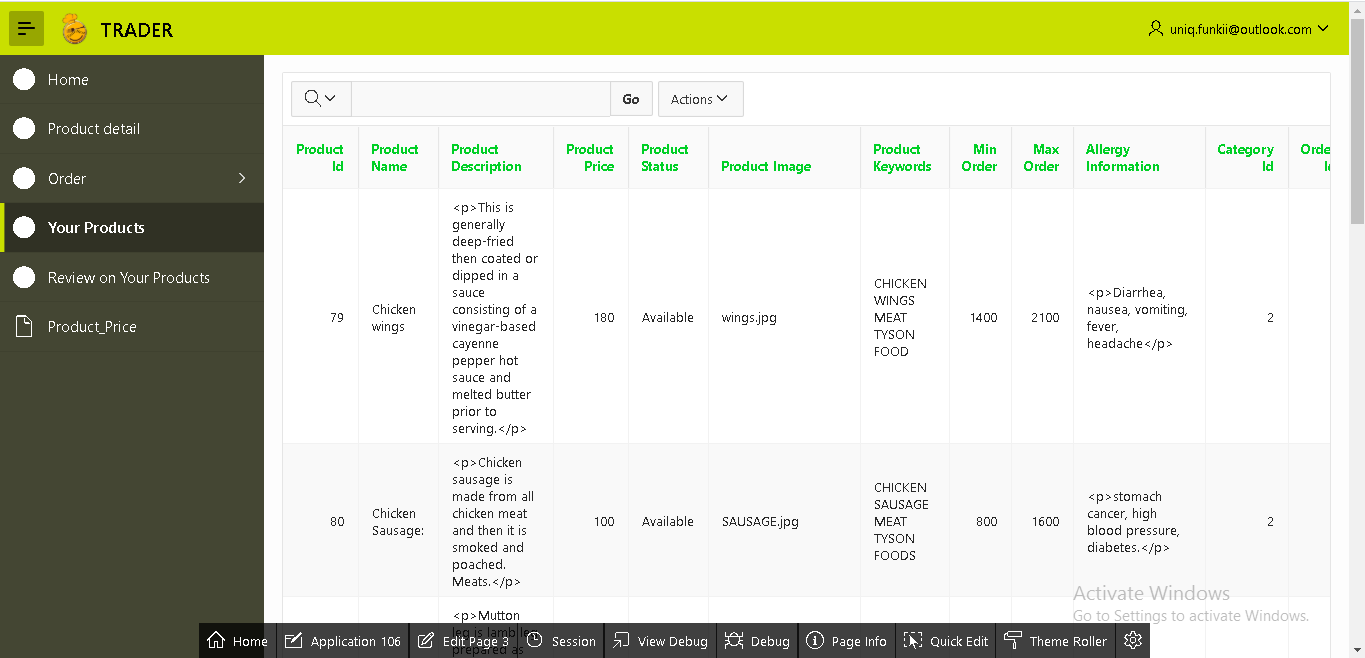 TRADER
uniq.funkii@outlook.com
Home
Product detail
Order
Your Products
Review on Your Products
Product_Price
Go
Actions
Product
Id
Product
Name
Product
Description
Product
Price
Product
Status
Product Image
Product
Keywords
Min
Order
Max
Order
Allergy
Information
Category
Id
79
Chicken
wings
<p>This is
generally
deep-fried
then coated or
dipped in a
sauce
consisting of a
vinegar-based
cayenne
pepper hot
sauce and
melted butter
prior to
serving.</p>
180
Available
wings.jpg
CHICKEN
WINGS
MEAT
TYSON
FOOD
1400
2100
<p>Diarrhea,
nausea, vomiting,
fever,
headache</p>
2
80
Chicken
Sausage:
<p>Chicken
sausage is
made from all
chicken meat
and then it is
smoked and
poached.
Meats.</p>
100
Available
SAUSAGE.jpg
CHICKEN
SAUSAGE
MEAT
TYSON
FOODS
800
1600
<p>stomach
cancer, high
blood pressure,
diabetes.</p>
2
<p>Mutton
Activate Windows
Go to Settings to activate Windows.
Home
Application 106
Edit Page 3
Session
View Debug
Debug
Page Info
Quick Edit
Theme Roller